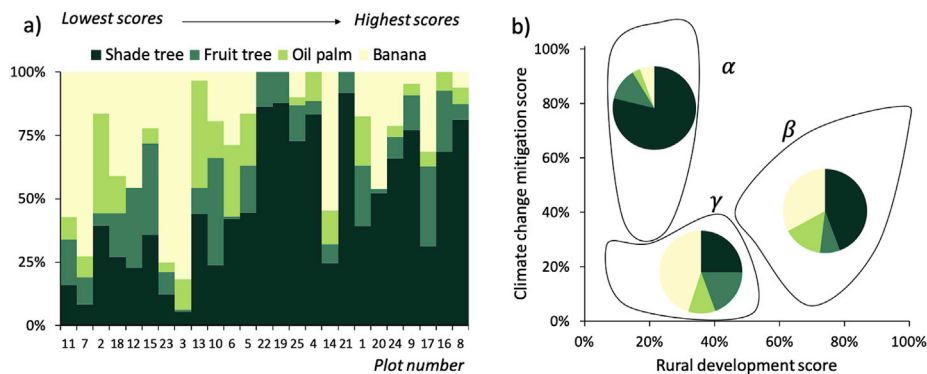 a)
Lowest scores
Highest scores
Shade tree Fruit tree Oil palm Banana
100%
75%
50%
25%
0%
11 7 2 18 12 15 23 3 13 10 6 5 22 19 25 4 14 21 1 20 24 9 17 16 8
Plot number
b)
Climate change mitigation score
100%
80%
60%
40%
20%
0%
α
β
γ
0% 20% 40% 60% 80% 100%
Rural development score